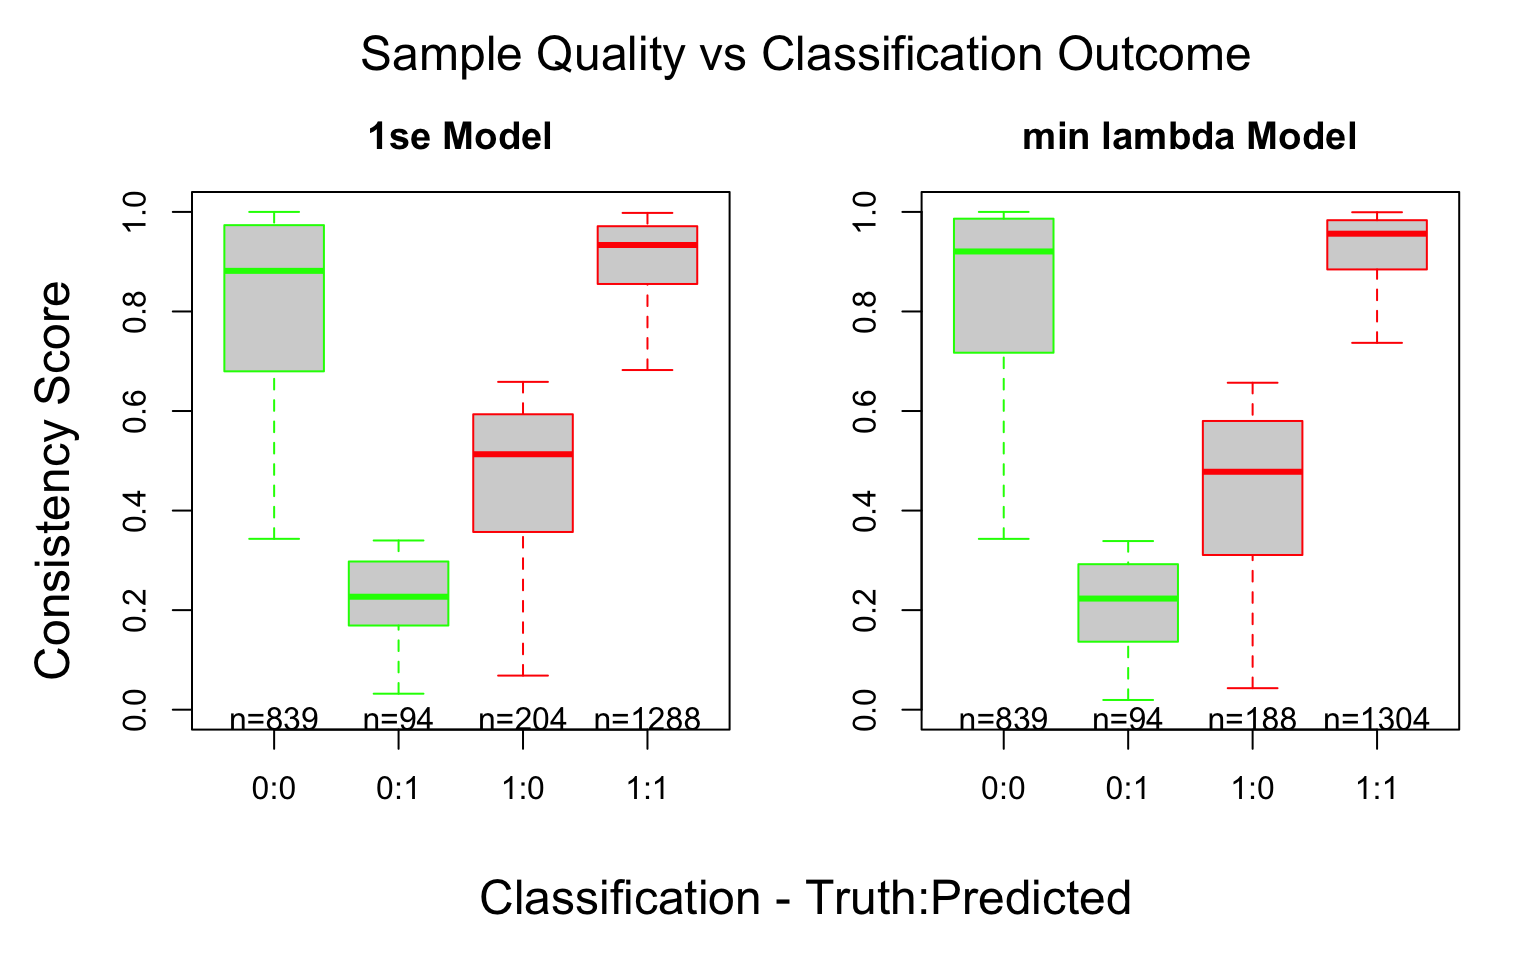 Sample Quality vs Classification Outcome
1se Model
Consistency Score
1.0
0.8
0.6
0.4
0.2
0.0
n=839 n=94 n=204 n=1288
0:0 0:1 1:0 1:1
min lambda Model
1.0
0.8
0.6
0.4
0.2
0.0
n=839 n=94 n=188 n=1304
0:0 0:1 1:0 1:1
Classification - Truth:Predicted